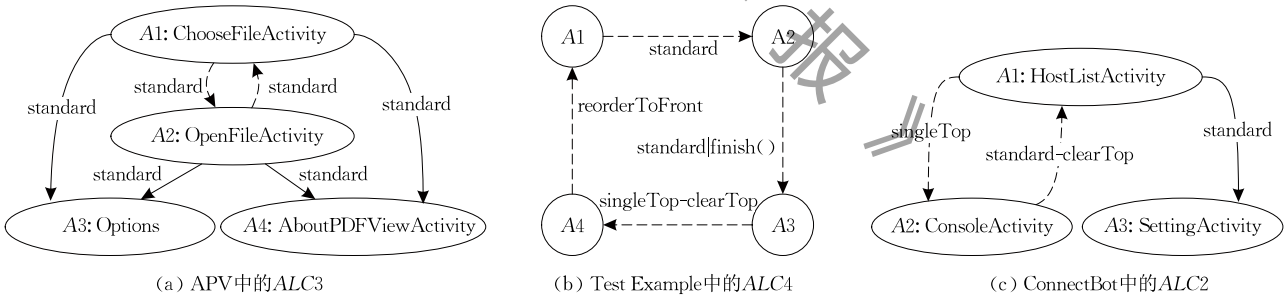 A1: ChooseFileActivity
standard
standard
standard
standard
A2: OpenFileActivity
standard
standard
A3: Options
A4: AboutPDFViewActivity
(a) APV中的ALC3
A1
standard
A2
reorderToFront
standard|finish()
singleTop-clearTop
A4
A3
(b) Test Example中的ALC4
报
》
A1: HostListActivity
singleTop
standard
standard-clearTop
A2: ConsoleActivity
A3: SettingActivity
(c) ConnectBot中的ALC2